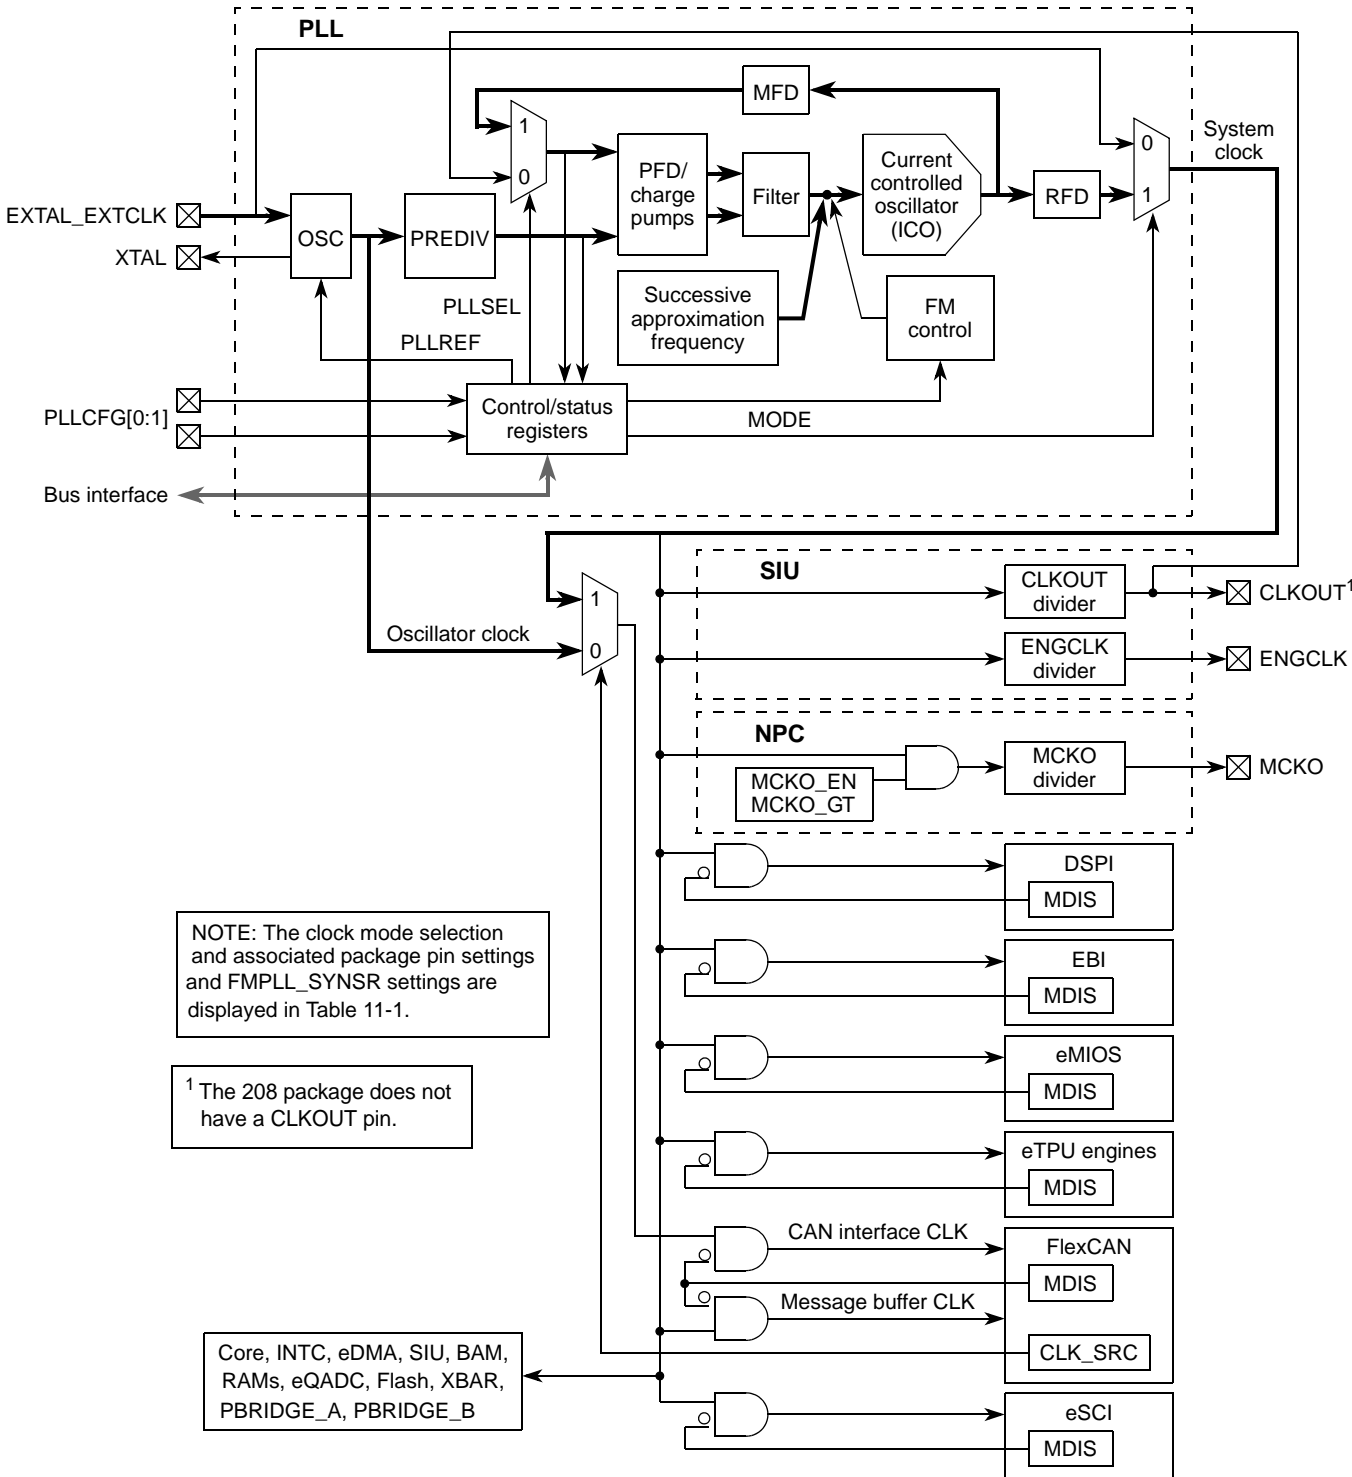 PLL
MFD
1
0
System
clock
0
1
PFD/
charge
pumps
Filter
Current
controlled
oscillator
(ICO)
RFD
EXTAL_EXTCLK
XTAL
OSC
PREDIV
PLLSEL
PLLREF
Successive
approximation
frequency
FM
control
PLLCFG[0:1]
Control/status
registers
MODE
Bus interface
SIU
CLKOUT
divider
CLKOUT1
1
0
Oscillator clock
ENGCLK
divider
ENGCLK
NPC
MCKO_EN
MCKO_GT
MCKO
divider
MCKO
DSPI
MDIS
NOTE: The clock mode selection
and associated package pin settings
and FMPLL_SYNSR settings are
displayed in Table 11-1.
EBI
MDIS
eMIOS
MDIS
1 The 208 package does not
have a CLKOUT pin.
eTPU engines
MDIS
CAN interface CLK
FlexCAN
MDIS
Message buffer CLK
CLK_SRC
Core, INTC, eDMA, SIU, BAM,
RAMs, eQADC, Flash, XBAR,
PBRIDGE_A, PBRIDGE_B
eSCI
MDIS